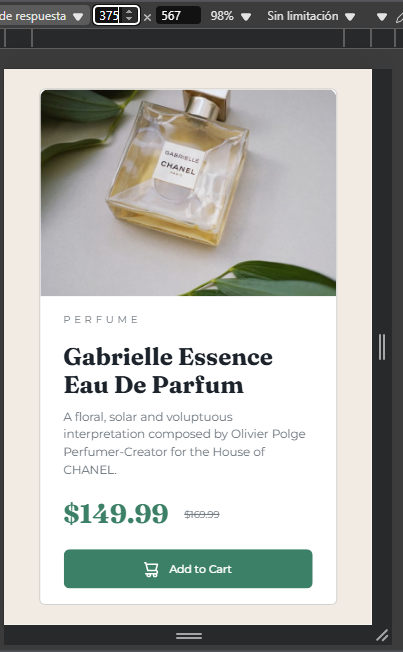 de respuesta
375
×
567
98%
Sin limitación
GABRIELLE
CHANEL
PARIS
PERFUME
Gabrielle Essence
Eau De Parfum
A floral, solar and voluptuous
interpretation composed by Olivier Polge
Perfumer-Creator for the House of
CHANEL.
$149.99 $169.99
Add to Cart